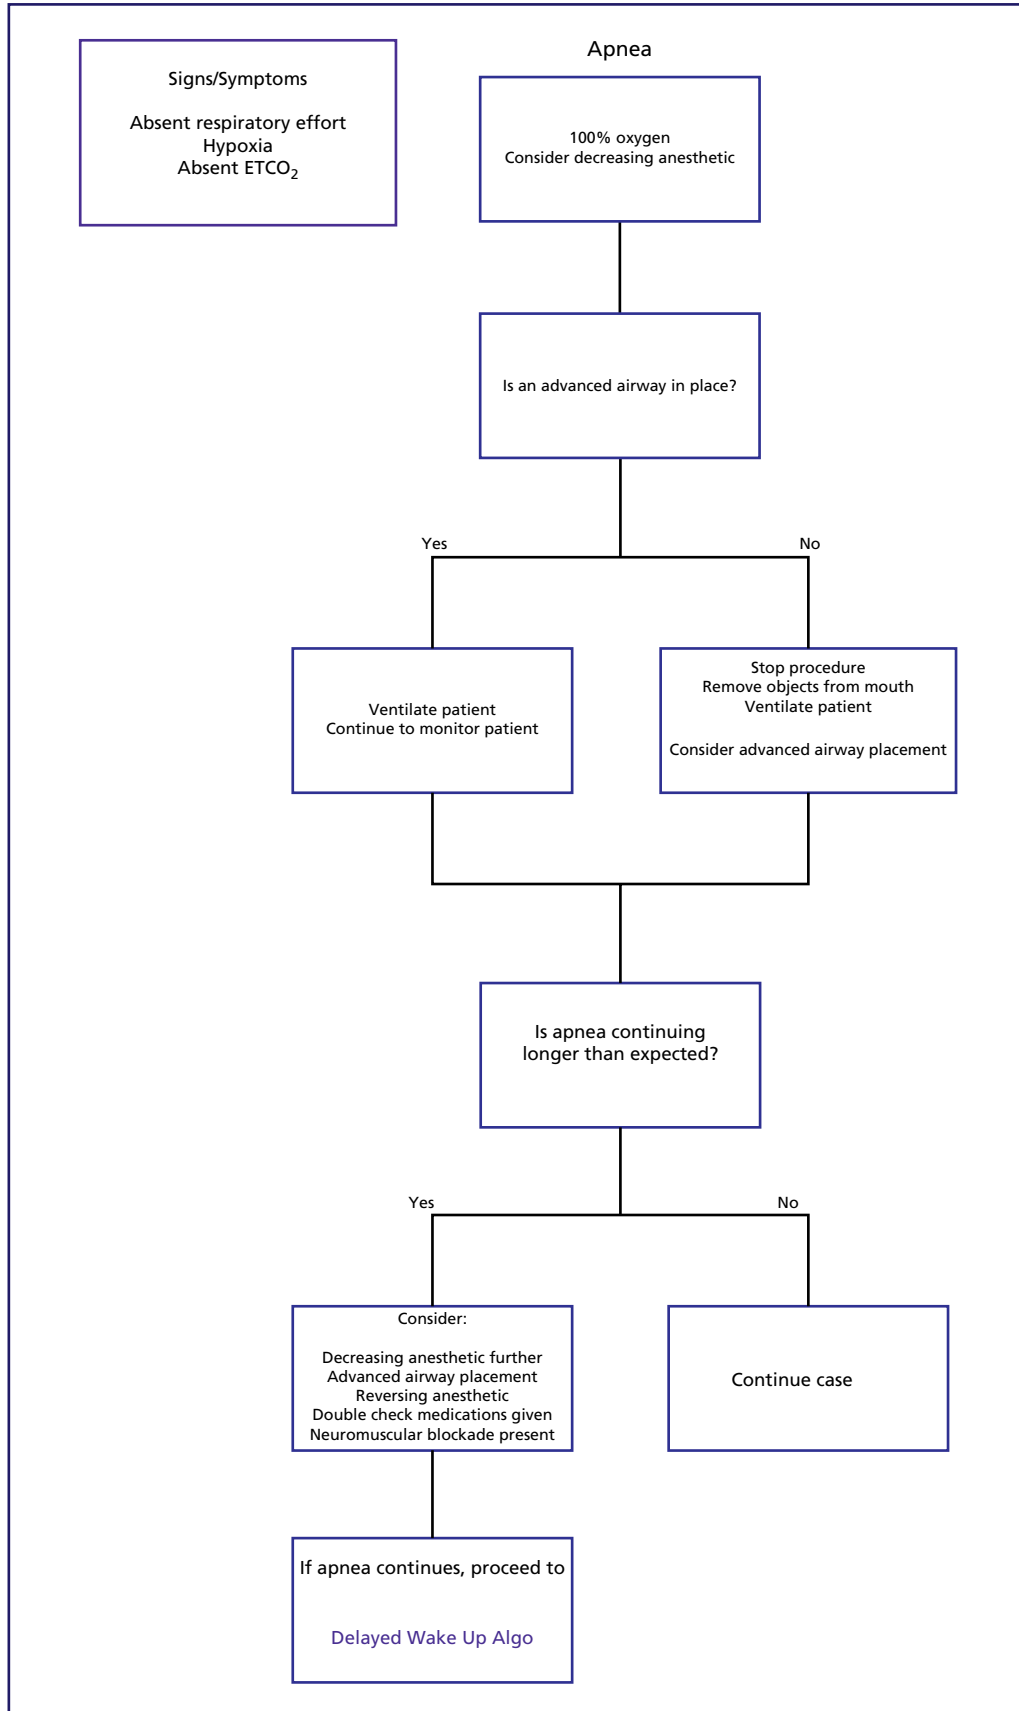 Signs/Symptoms
Absent respiratory effort
Hypoxia
Absent ETCO₂
Apnea
100% oxygen
Consider decreasing anesthetic
Is an advanced airway in place?
Yes
No
Ventilate patient
Continue to monitor patient
Stop procedure
Remove objects from mouth
Ventilate patient
Consider advanced airway placement
Is apnea continuing
longer than expected?
Yes
No
Consider:
Decreasing anesthetic further
Advanced airway placement
Reversing anesthetic
Double check medications given
Neuromuscular blockade present
Continue case
If apnea continues, proceed to
Delayed Wake Up Algo